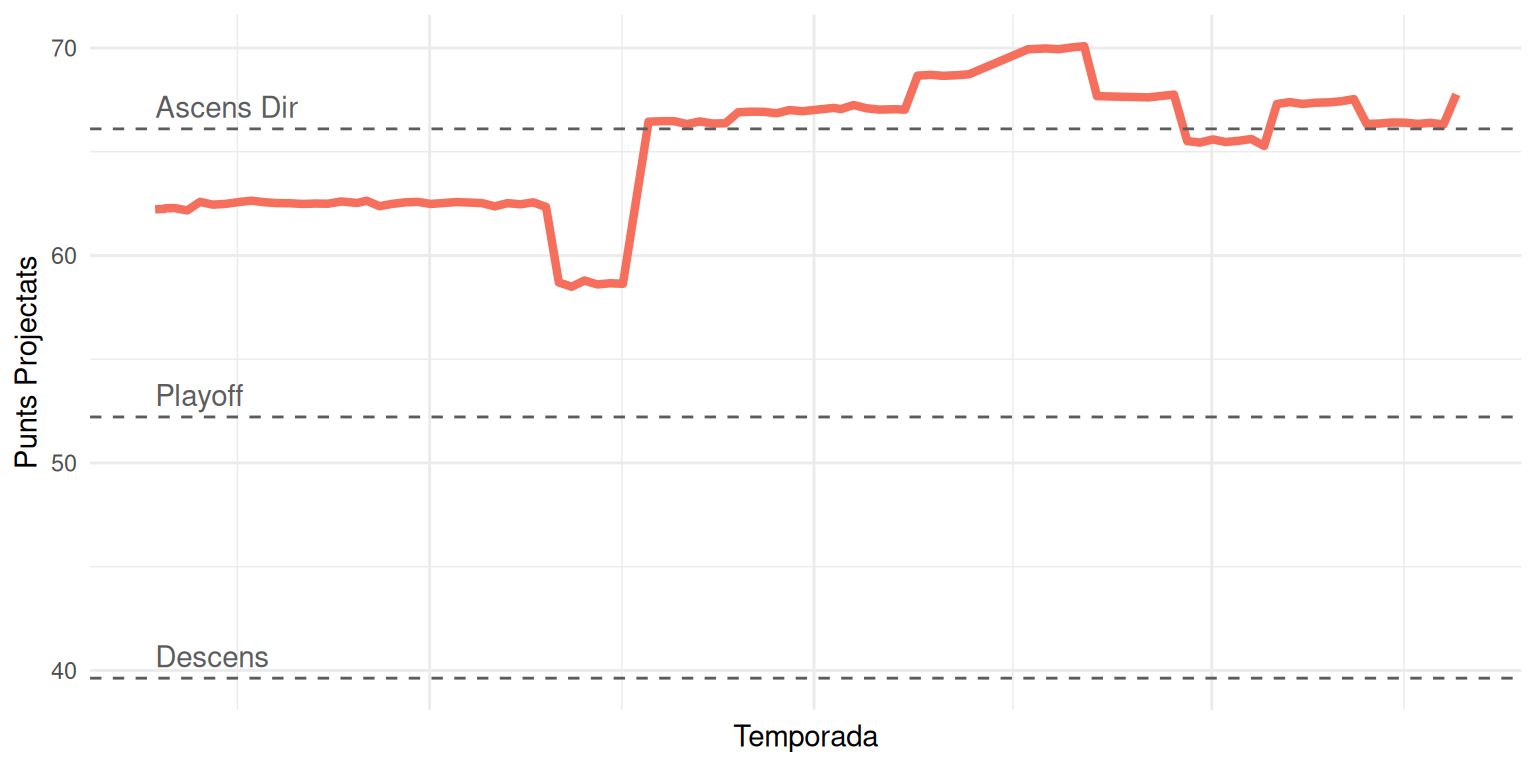 70
Ascens Dir
60
Playoff
50
Descens
40
Punts Projectats
Temporada